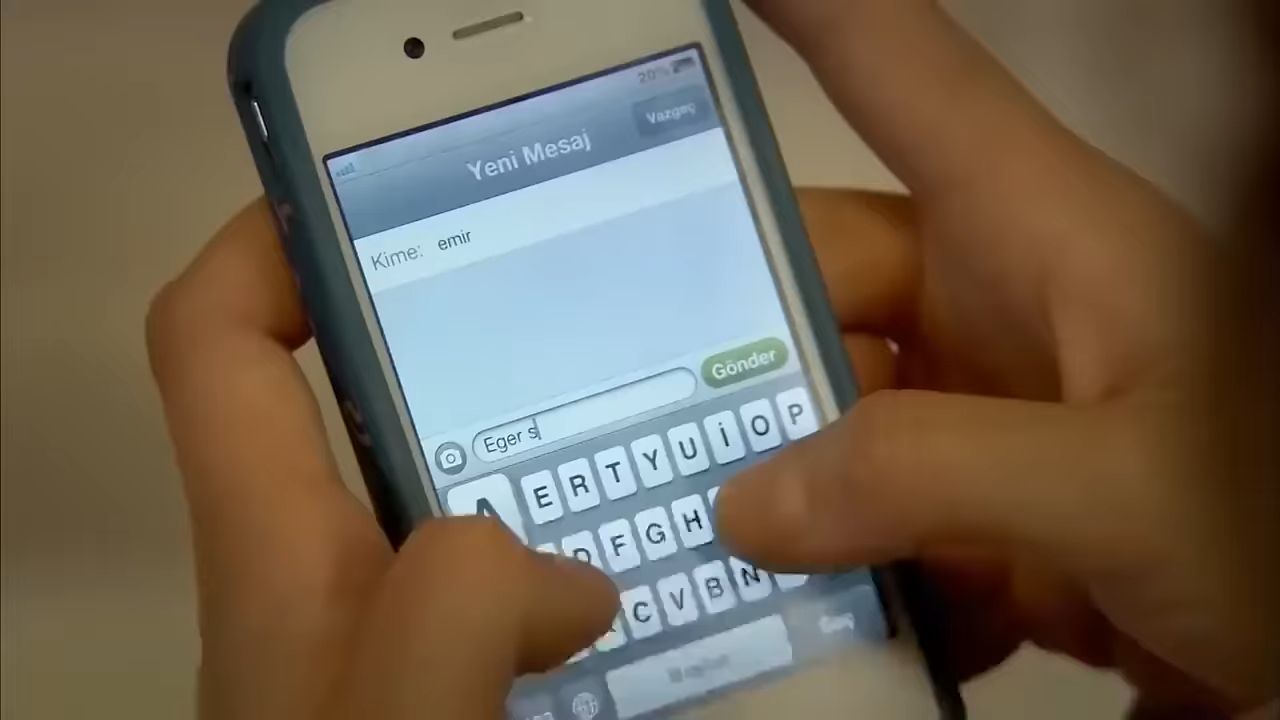 20%
Vazgeç
Yeni Mesaj
Kime: emir
Gönder
Eger s
A E R T Y U İ O P
D F G H
C V B N